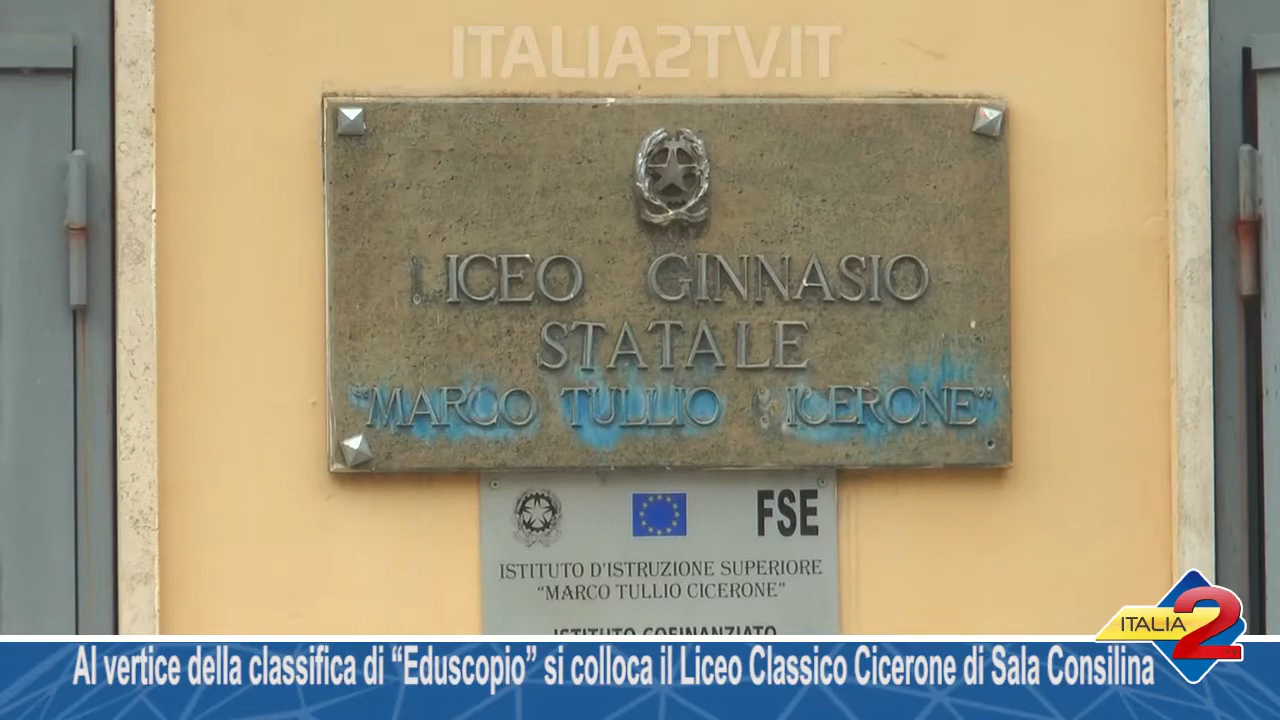 ITALIA2TV.IT
LICEO GINNASIO
STATALE
"MARCO TULLIO CICERONE"
FSE
ISTITUTO D'ISTRUZIONE SUPERIORE
"MARCO TULLIO CICERONE"
ISTITUTO COFINANZIATO
ITALIA 2
Al vertice della classifica di “Eduscopio” si colloca il Liceo Classico Cicerone di Sala Consilina